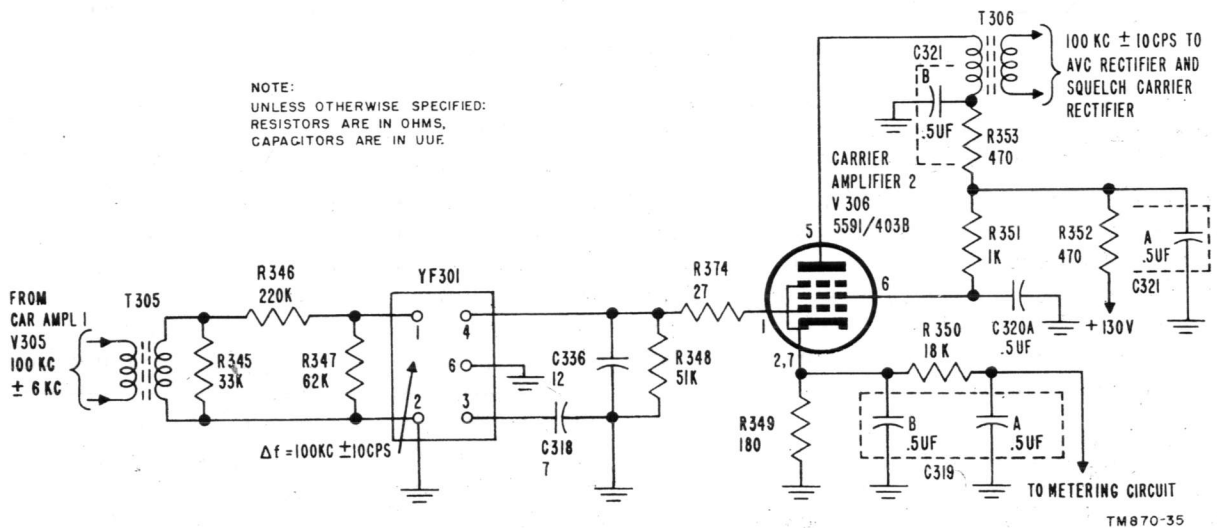 NOTE:
UNLESS OTHERWISE SPECIFIED:
RESISTORS ARE IN OHMS,
CAPACITORS ARE IN UUF.
T306
100 KC ± 10CPS TO
AVC RECTIFIER AND
SQUELCH CARRIER
RECTIFIER
C321
B
.5UF
R353
470
CARRIER
AMPLIFIER 2
V 306
5591/403B
5
6
1
2,7
R351
1K
R352
470
A
.5UF
C321
+130V
C320A
.5UF
FROM
CAR AMPL 1
V305
100 KC
± 6 KC
T305
R345
33K
R346
220K
R347
62K
YF301
1
4
6
2
3
Δf =100KC ±10CPS
C336
12
C318
7
R348
51K
R374
27
R349
180
R350
18 K
B
.5UF
A
.5UF
C319
TO METERING CIRCUIT
TM870-35